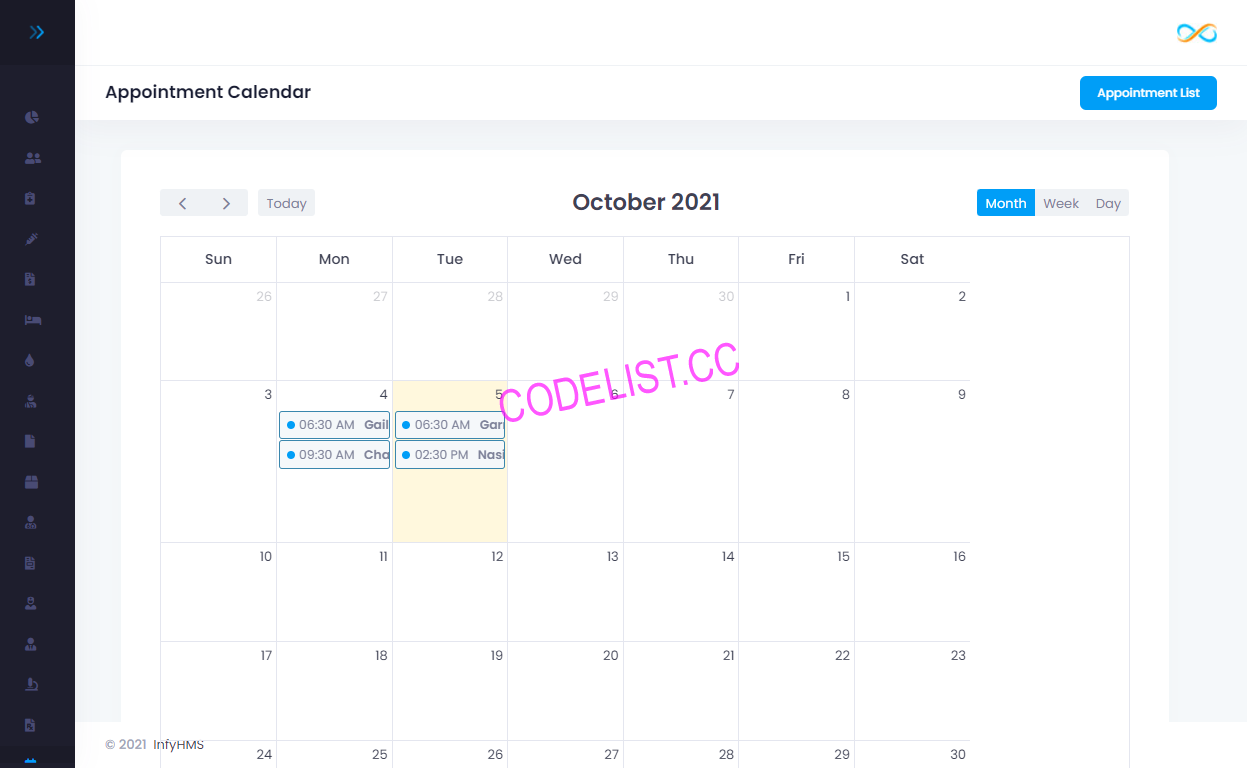 Appointment Calendar
Appointment List
Today
October 2021
Month Week Day
Sun Mon Tue Wed Thu Fri Sat
26 27 28 29 30 1 2
CODELIST.CC
3 4 5 6 7 8 9
06:30 AM Gail 06:30 AM Gar
09:30 AM Cha 02:30 PM Nasi
10 11 12 13 14 15 16
17 18 19 20 21 22 23
© 2021 InfyHMS
24 25 26 27 28 29 30